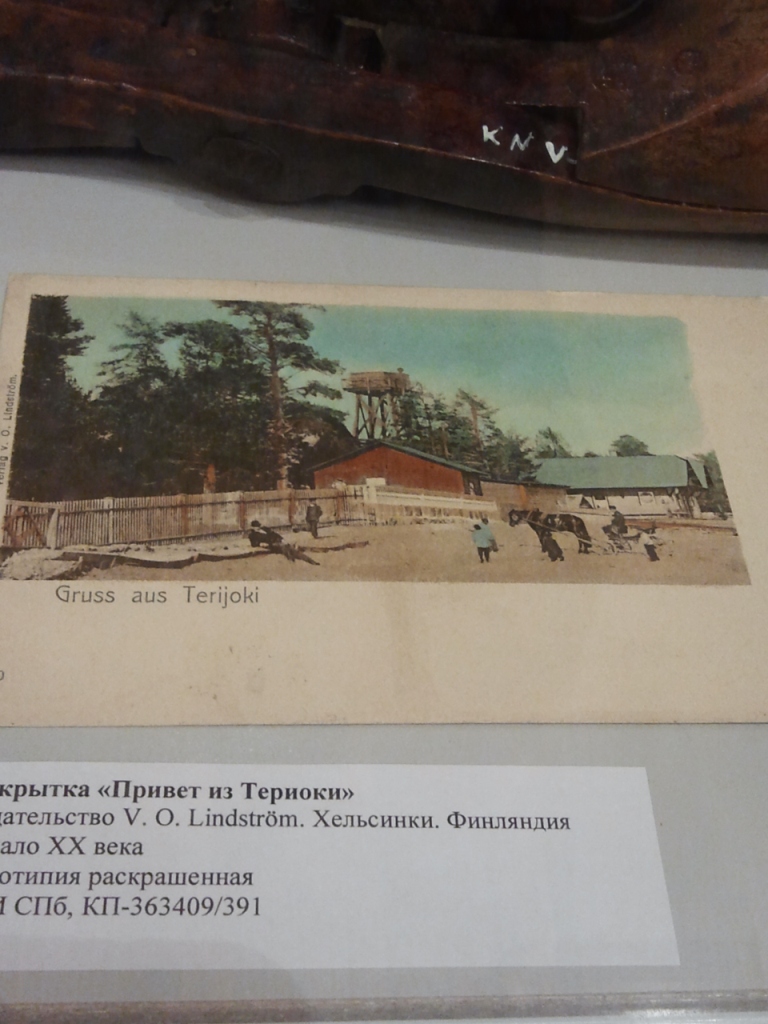 K N V
Verlag v. O. Lindström.
Gruss aus Terijoki
крытка «Привет из Териоки»
дательство V. O. Lindström. Хельсинки. Финляндия
ало XX века
отипия раскрашенная
И СПб, КП-363409/391